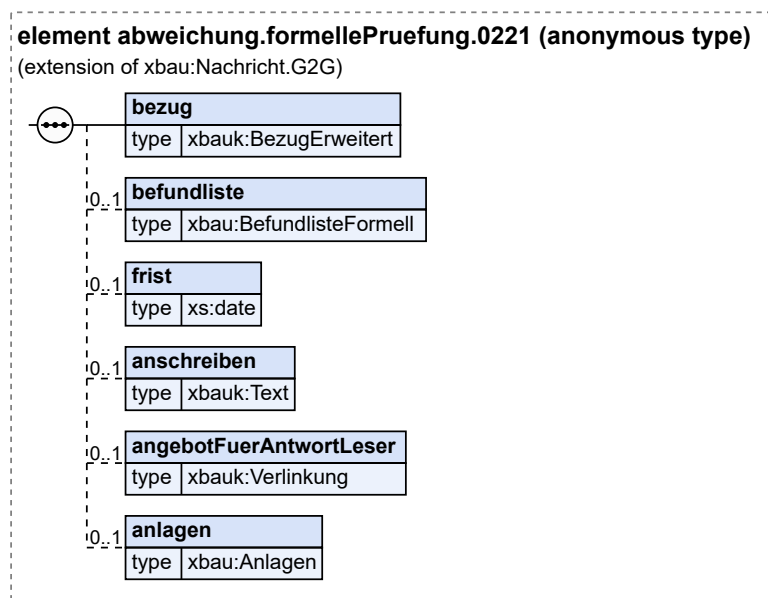 element abweichung.formellePruefung.0221 (anonymous type)
(extension of xbau:Nachricht.G2G)
bezug
type xbauk:BezugErweitert
0..1 befundliste
type xbau:BefundlisteFormell
0..1 frist
type xs:date
0..1 anschreiben
type xbauk:Text
0..1 angebotFuerAntwortLeser
type xbauk:Verlinkung
0..1 anlagen
type xbau:Anlagen